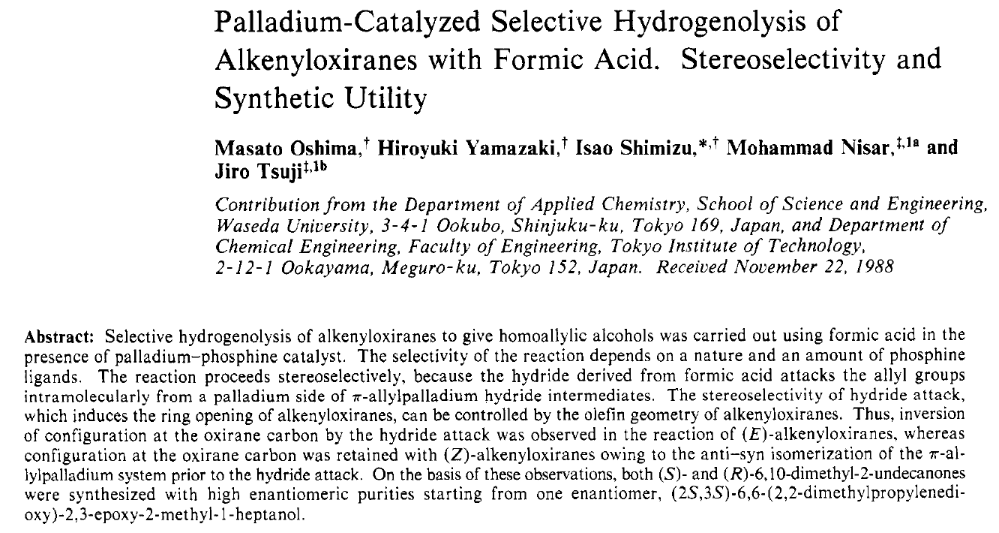 Palladium-Catalyzed Selective Hydrogenolysis of
Alkenyloxiranes with Formic Acid. Stereoselectivity and
Synthetic Utility
Masato Oshima,† Hiroyuki Yamazaki,† Isao Shimizu,*,† Mohammad Nisar,‡,1a and
Jiro Tsuji‡,1b
Contribution from the Department of Applied Chemistry, School of Science and Engineering,
Waseda University, 3-4-1 Ookubo, Shinjuku-ku, Tokyo 169, Japan, and Department of
Chemical Engineering, Faculty of Engineering, Tokyo Institute of Technology,
2-12-1 Ookayama, Meguro-ku, Tokyo 152, Japan. Received November 22, 1988
Abstract: Selective hydrogenolysis of alkenyloxiranes to give homoallylic alcohols was carried out using formic acid in the
presence of palladium–phosphine catalyst. The selectivity of the reaction depends on a nature and an amount of phosphine
ligands. The reaction proceeds stereoselectively, because the hydride derived from formic acid attacks the allyl groups
intramolecularly from a palladium side of π-allylpalladium hydride intermediates. The stereoselectivity of hydride attack,
which induces the ring opening of alkenyloxiranes, can be controlled by the olefin geometry of alkenyloxiranes. Thus, inversion
of configuration at the oxirane carbon by the hydride attack was observed in the reaction of (E)-alkenyloxiranes, whereas
configuration at the oxirane carbon was retained with (Z)-alkenyloxiranes owing to the anti–syn isomerization of the π-al-
lylpalladium system prior to the hydride attack. On the basis of these observations, both (S)- and (R)-6,10-dimethyl-2-undecanones
were synthesized with high enantiomeric purities starting from one enantiomer, (2S,3S)-6,6-(2,2-dimethylpropylenedi-
oxy)-2,3-epoxy-2-methyl-1-heptanol.